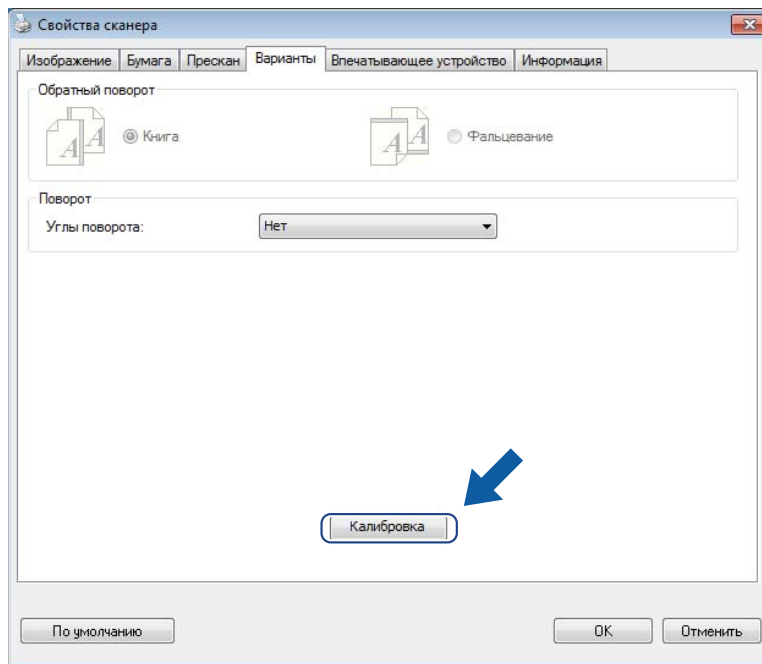 Свойства сканера
Изображение Бумага Прескан Варианты Впечатывающее устройство Информация
Обратный поворот
A A Книга A A Фальцевание
Поворот
Углы поворота: Нет
Калибровка
По умолчанию OK Отменить